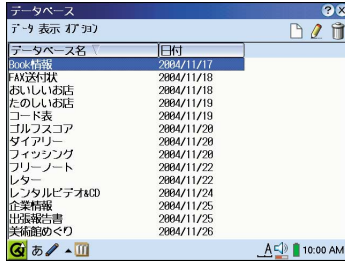 データベース
データ 表示 オプション
データベース名 日付
Book情報 2004/11/17
FAX送付状 2004/11/18
おいしいお店 2004/11/18
たのしいお店 2004/11/19
コード表 2004/11/19
ゴルフスコア 2004/11/20
ダイアリー 2004/11/20
フィッシング 2004/11/20
フリーノート 2004/11/22
レター 2004/11/22
レンタルビデオ&CD 2004/11/24
企業情報 2004/11/25
出張報告書 2004/11/25
美術館めぐり 2004/11/26
あ A 10:00 AM